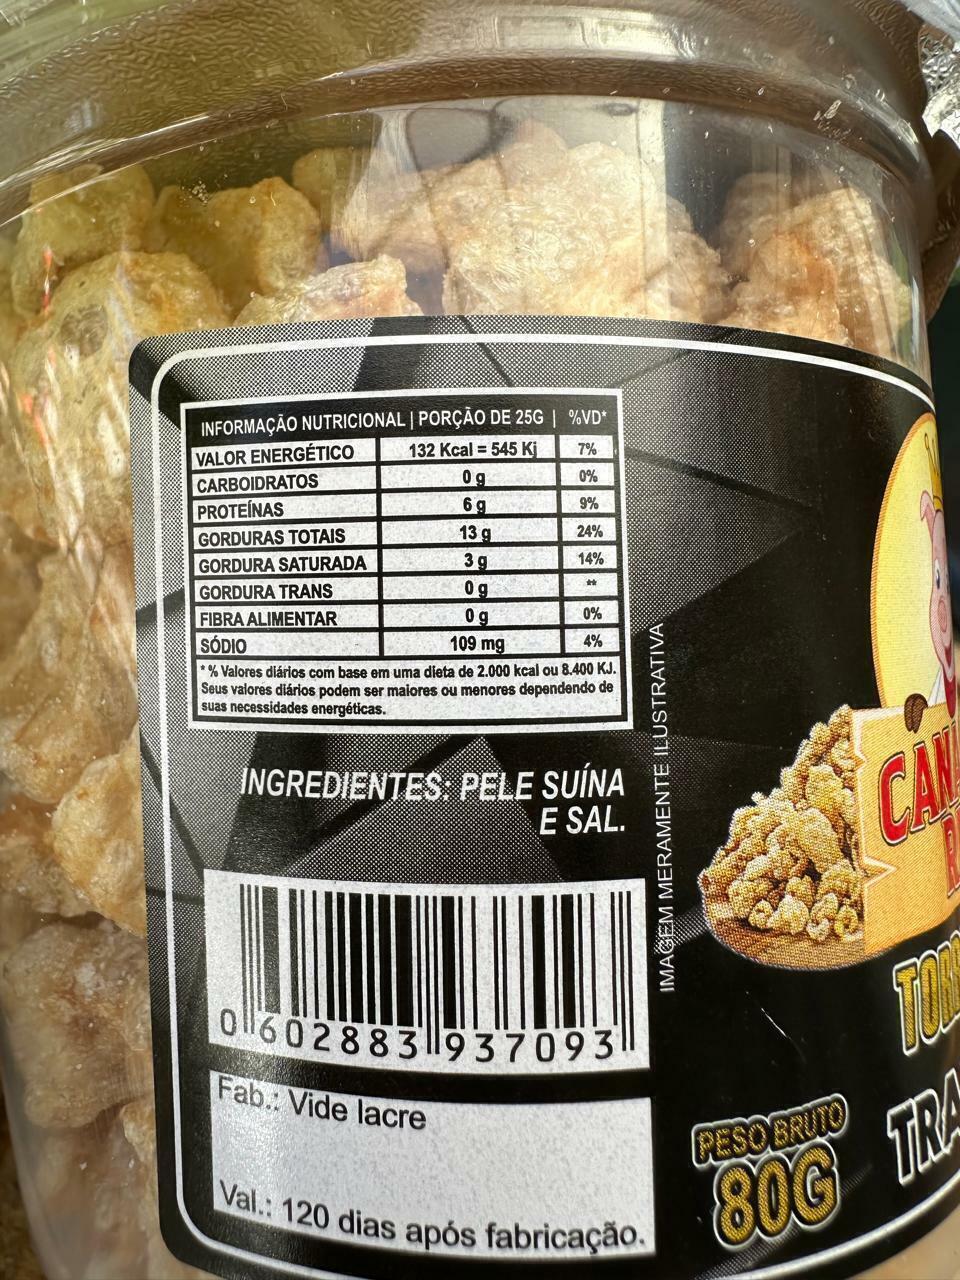 INFORMAÇÃO NUTRICIONAL | PORÇÃO DE 25G | %VD*
VALOR ENERGÉTICO 132 Kcal = 545 Kj 7%
CARBOIDRATOS 0 g 0%
PROTEÍNAS 6 g 9%
GORDURAS TOTAIS 13 g 24%
GORDURA SATURADA 3 g 14%
GORDURA TRANS 0 g **
FIBRA ALIMENTAR 0 g 0%
SÓDIO 109 mg 4%
* % Valores diários com base em uma dieta de 2.000 kcal ou 8.400 KJ.
Seus valores diários podem ser maiores ou menores dependendo de
suas necessidades energéticas.
INGREDIENTES: PELE SUÍNA
E SAL.
0 602883 937093
Fab.: Vide lacre
Val.: 120 dias após fabricação.
IMAGEM MERAMENTE ILUSTRATIVA
PESO BRUTO
80G